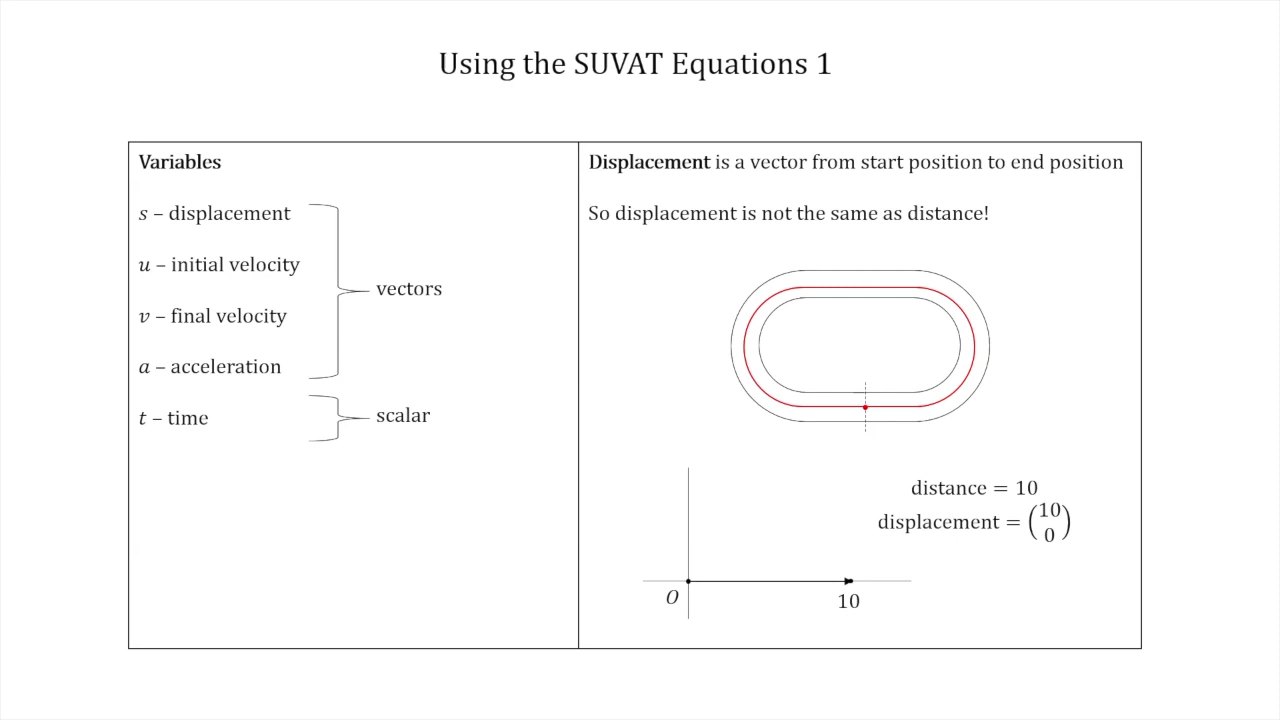 Using the SUVAT Equations 1
Variables
s – displacement
u – initial velocity
v – final velocity
a – acceleration
t – time
vectors
scalar
Displacement is a vector from start position to end position
So displacement is not the same as distance!
distance = 10
displacement = (10
0)
O
10